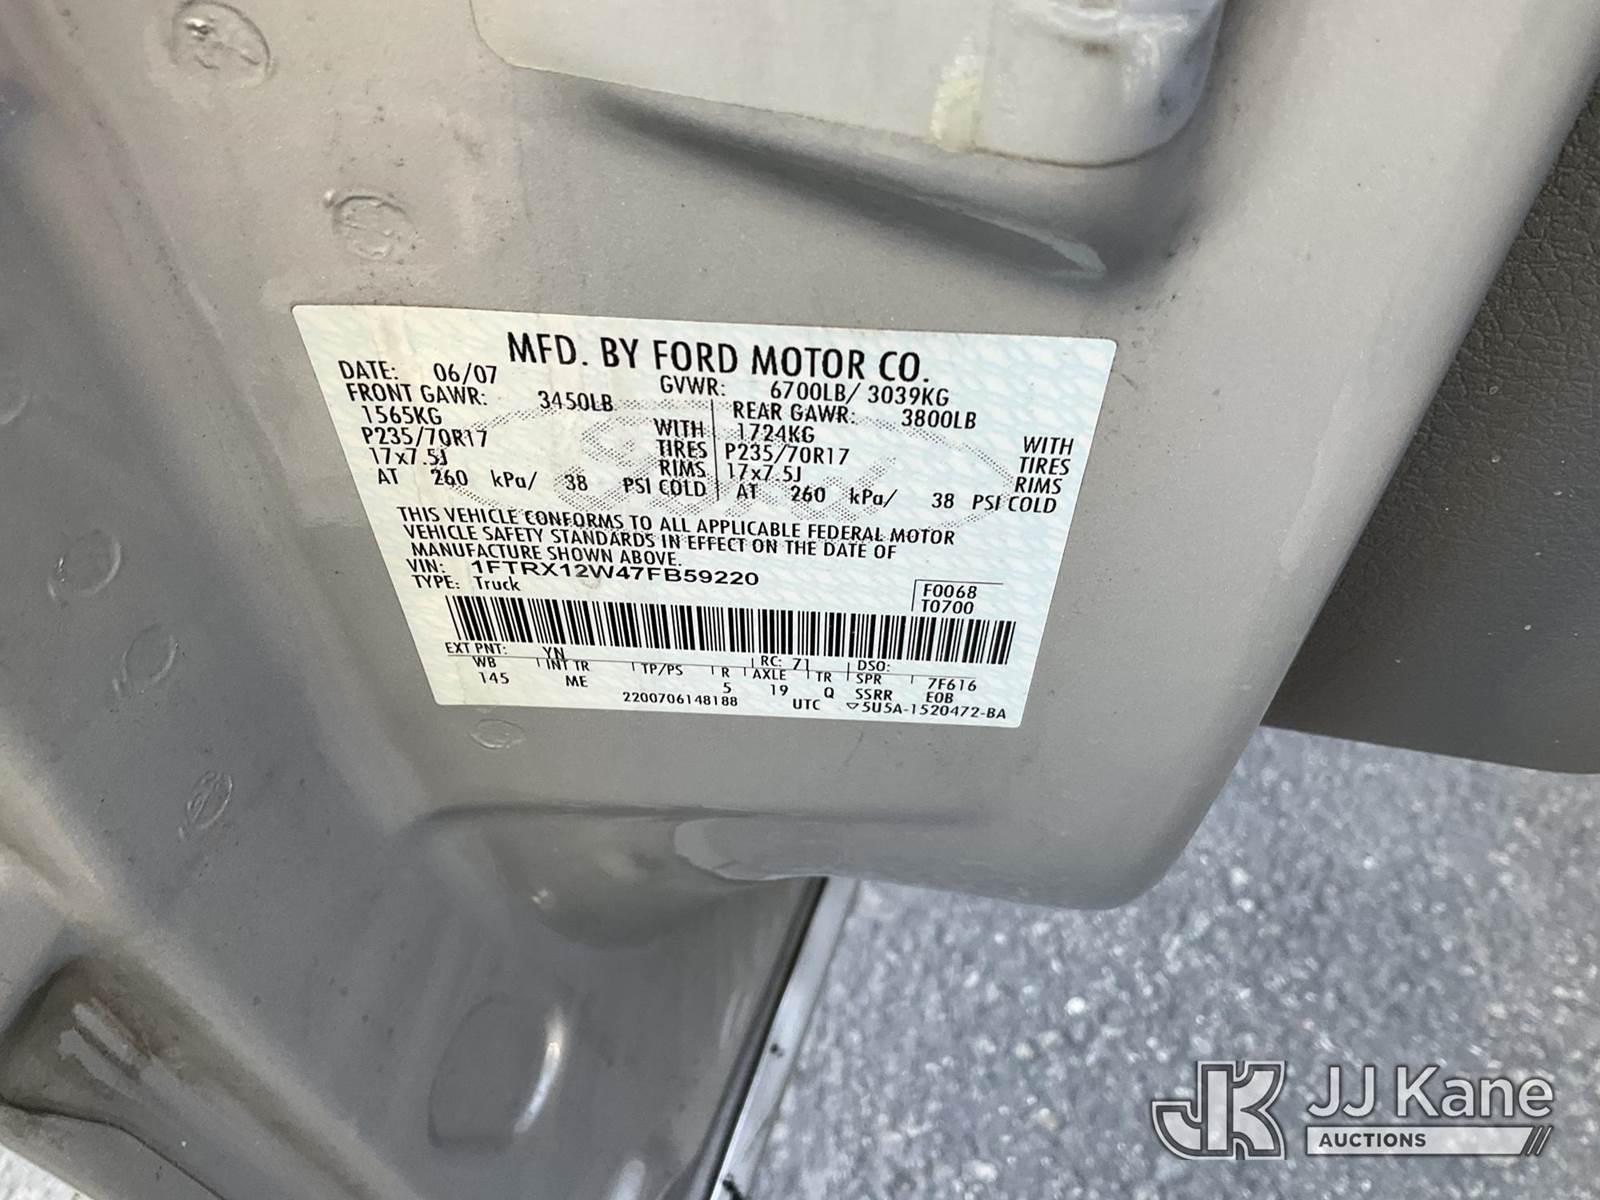 MFD. BY FORD MOTOR CO.
DATE: 06/07 GVWR: 6700LB/ 3039KG
FRONT GAWR: 3450LB REAR GAWR: 3800LB
1565KG WITH 1724KG WITH
P235/70R17 TIRES P235/70R17 TIRES
17x7.5J RIMS 17x7.5J RIMS
AT 260 kPa/ 38 PSI COLD AT 260 kPa/ 38 PSI COLD
THIS VEHICLE CONFORMS TO ALL APPLICABLE FEDERAL MOTOR
VEHICLE SAFETY STANDARDS IN EFFECT ON THE DATE OF
MANUFACTURE SHOWN ABOVE.
VIN: 1FTRX12W47FB59220
TYPE: Truck
F0068
T0700
EXT PNT: YN RC: 71 DSO:
WB INT TR TP/PS R AXLE TR SPR 7F616
145 ME 5 19 Q SSRR E0B
2200706148188 UTC ▽5U5A-1520472-BA
JK JJ Kane
AUCTIONS